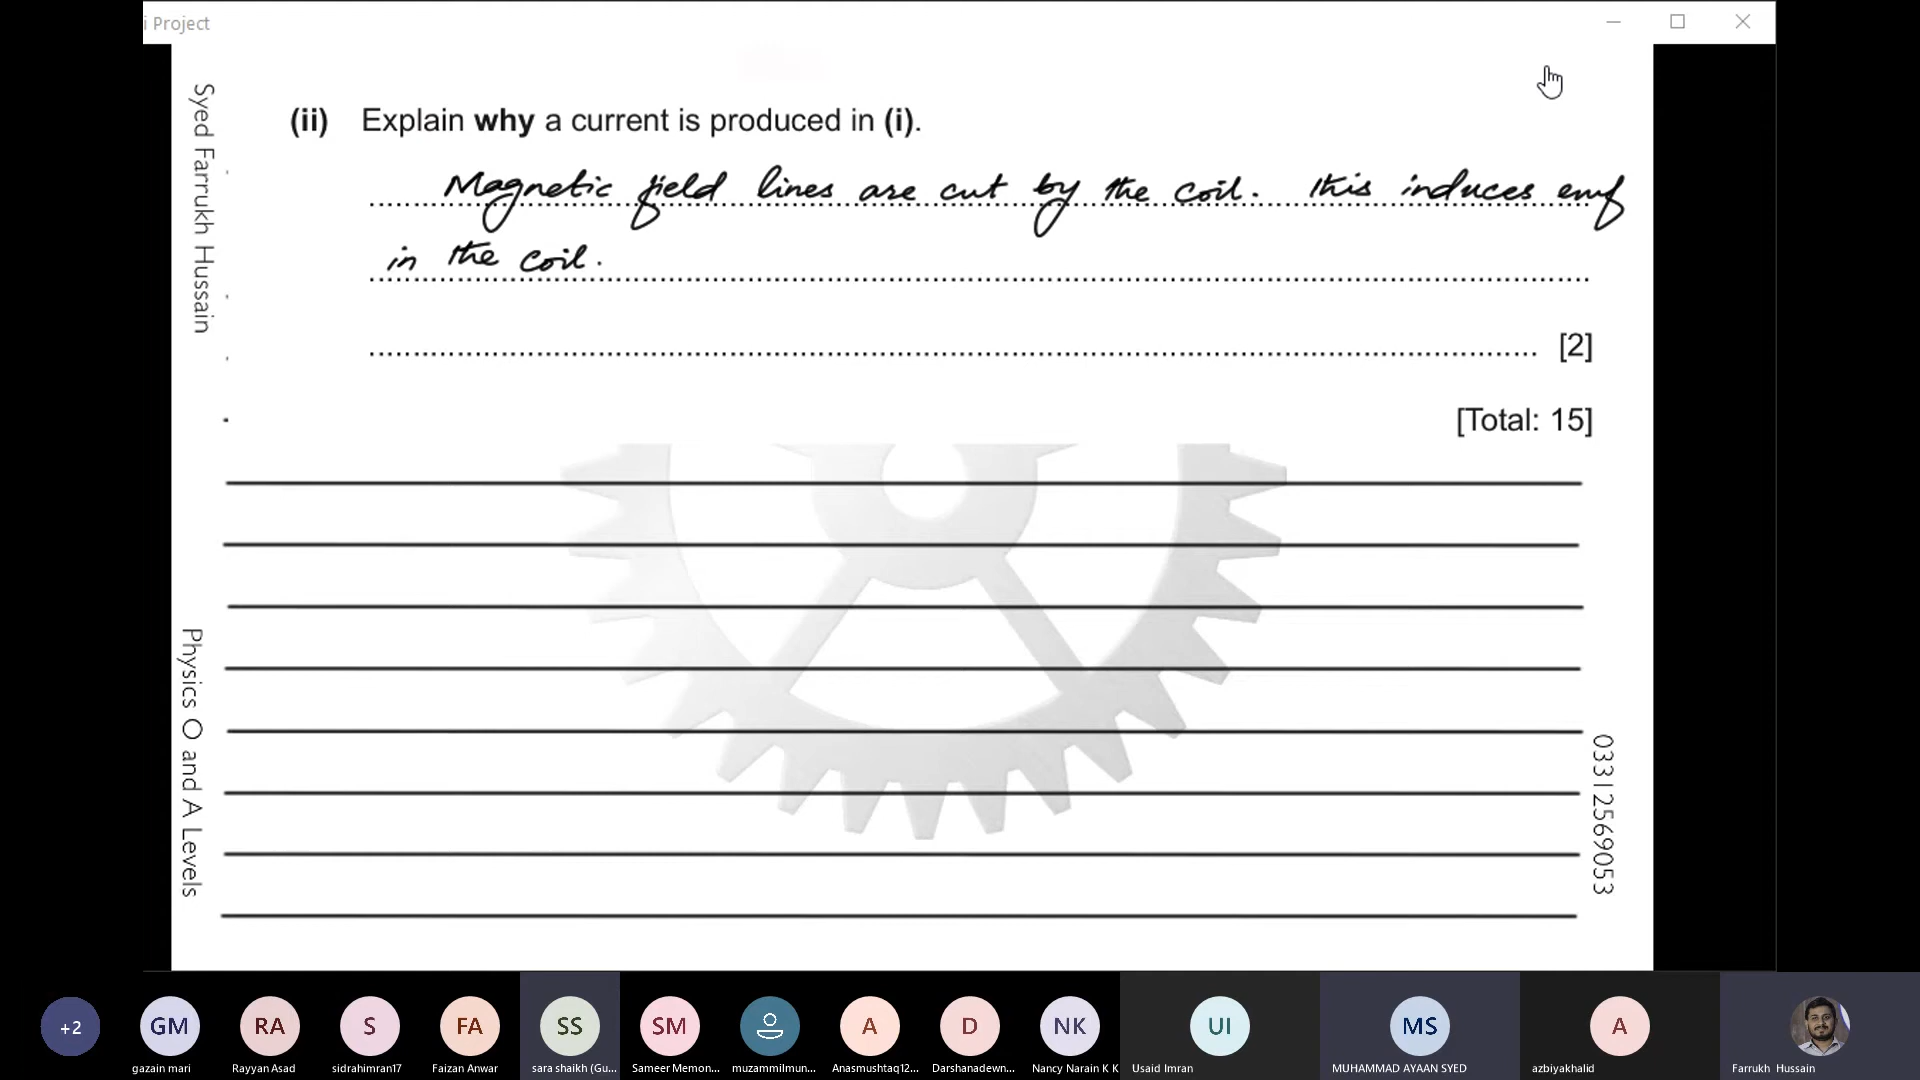 i Project
Syed Farrukh Hussain
(ii) Explain why a current is produced in (i).
Magnetic field lines are cut by the coil. This induces emf
in the coil.
[2]
[Total: 15]
Physics O and A Levels
03312569053
+2
GM
RA
S
FA
SS
SM
A
D
NK
UI
MS
A
gazain mari
Rayyan Asad
sidrahimran17
Faizan Anwar
sara shaikh (Gu...
Sameer Memon...
muzammilmun...
Anasmushtaq12...
Darshanadewn...
Nancy Narain K K
Usaid Imran
MUHAMMAD AYAAN SYED
azbiyakhalid
Farrukh Hussain